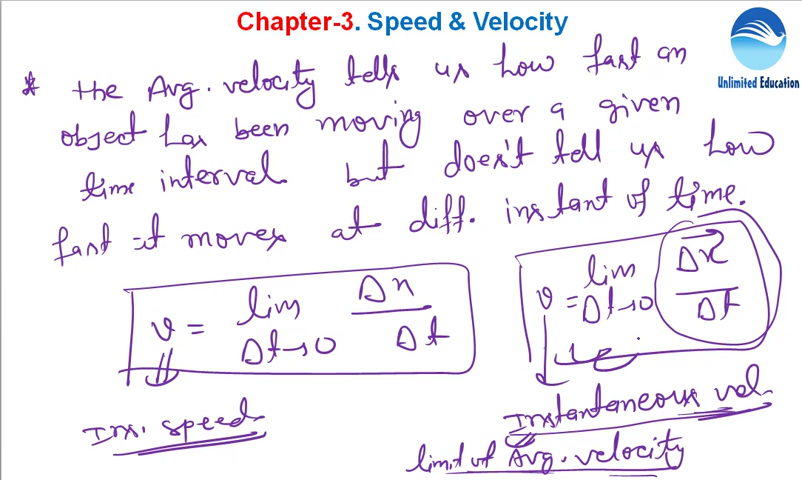 Chapter-3. Speed & Velocity
Unlimited Education
* the Avg. velocity tells us how fast an
object has been moving over a given
time interval but doesn't tell us how
fast it moves at diff. instant of time.
v = lim Δt→0 Δx / Δt
v = lim Δt→0 Δx⃗ / Δt
Ins. speed
Instantaneous vel.
limit of Avg. velocity